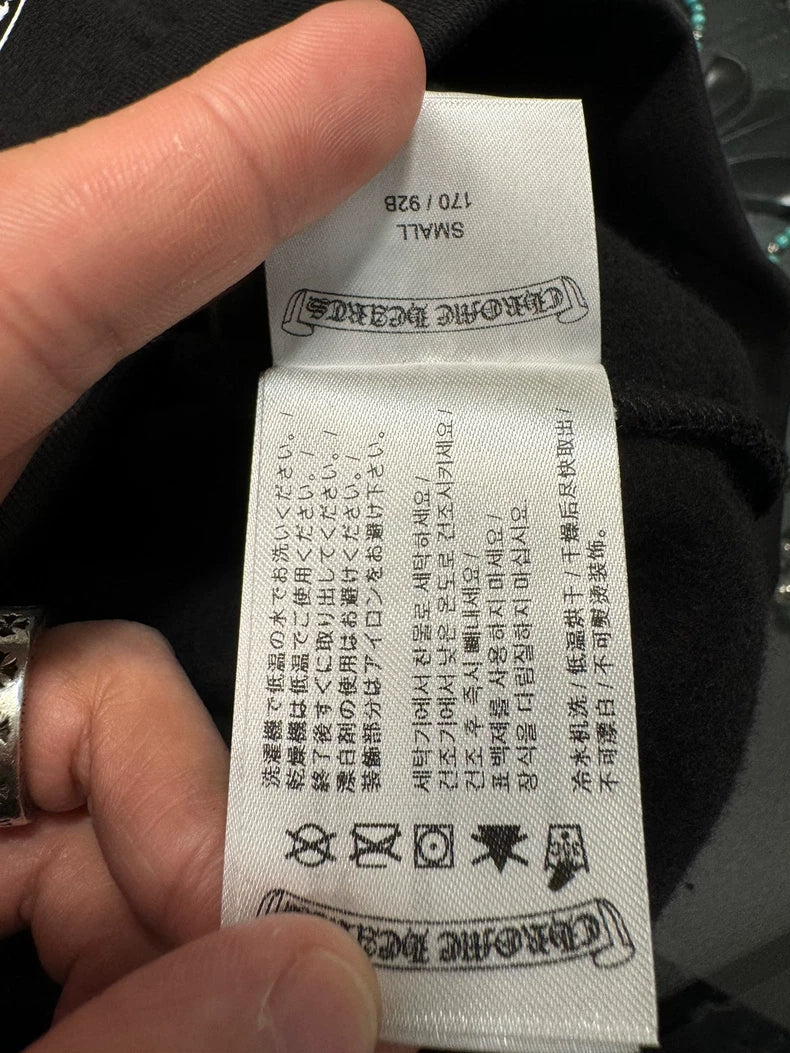 SMALL
170 / 92B
CHROME HEARTS
洗濯機で低温の水でお洗いください。/
乾燥機は低温でご使用ください。/
終了後すぐに取り出してください。/
漂白剤の使用はお避けください。/
装飾部分はアイロンをお避け下さい。
세탁기에서 찬물로 세탁하세요 /
건조기에서 낮은 온도로 건조시키세요 /
건조 후 즉시 빼내세요 /
표백제를 사용하지 마세요 /
장식을 다림질하지 마십시요.
冷水机洗 / 低温烘干 / 干燥后尽快取出 /
不可漂白 / 不可熨烫装饰。
CHROME HEA